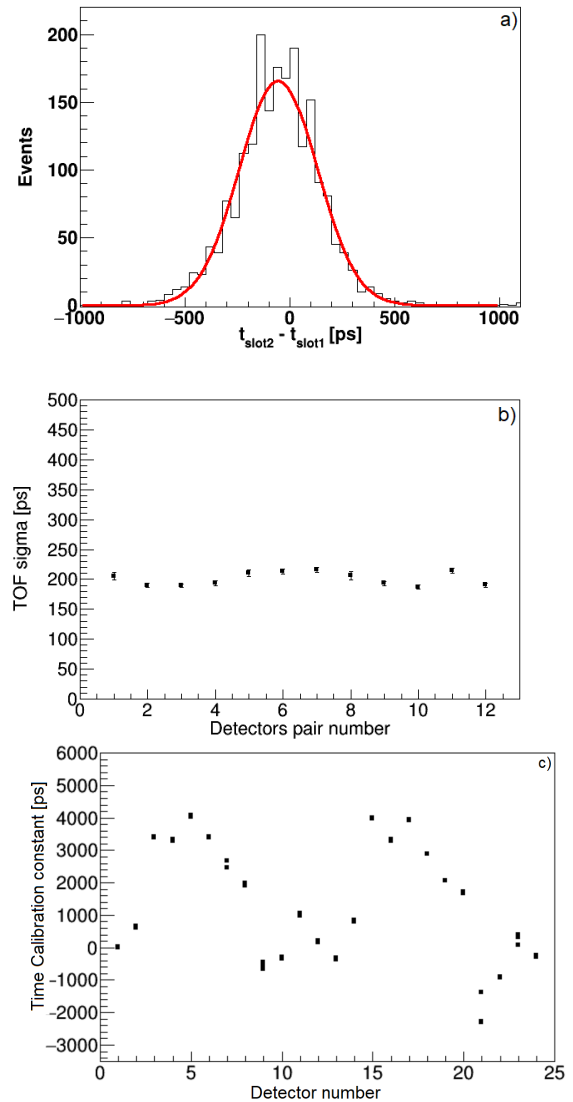 a)
200
150
100
50
0
Events
−1000 −500 0 500 1000
t_slot2 - t_slot1 [ps]
b)
500
450
400
350
300
250
200
150
100
50
0
TOF sigma [ps]
0 2 4 6 8 10 12
Detectors pair number
c)
6000
5000
4000
3000
2000
1000
0
−1000
−2000
−3000
Time Calibration constant [ps]
0 5 10 15 20 25
Detector number